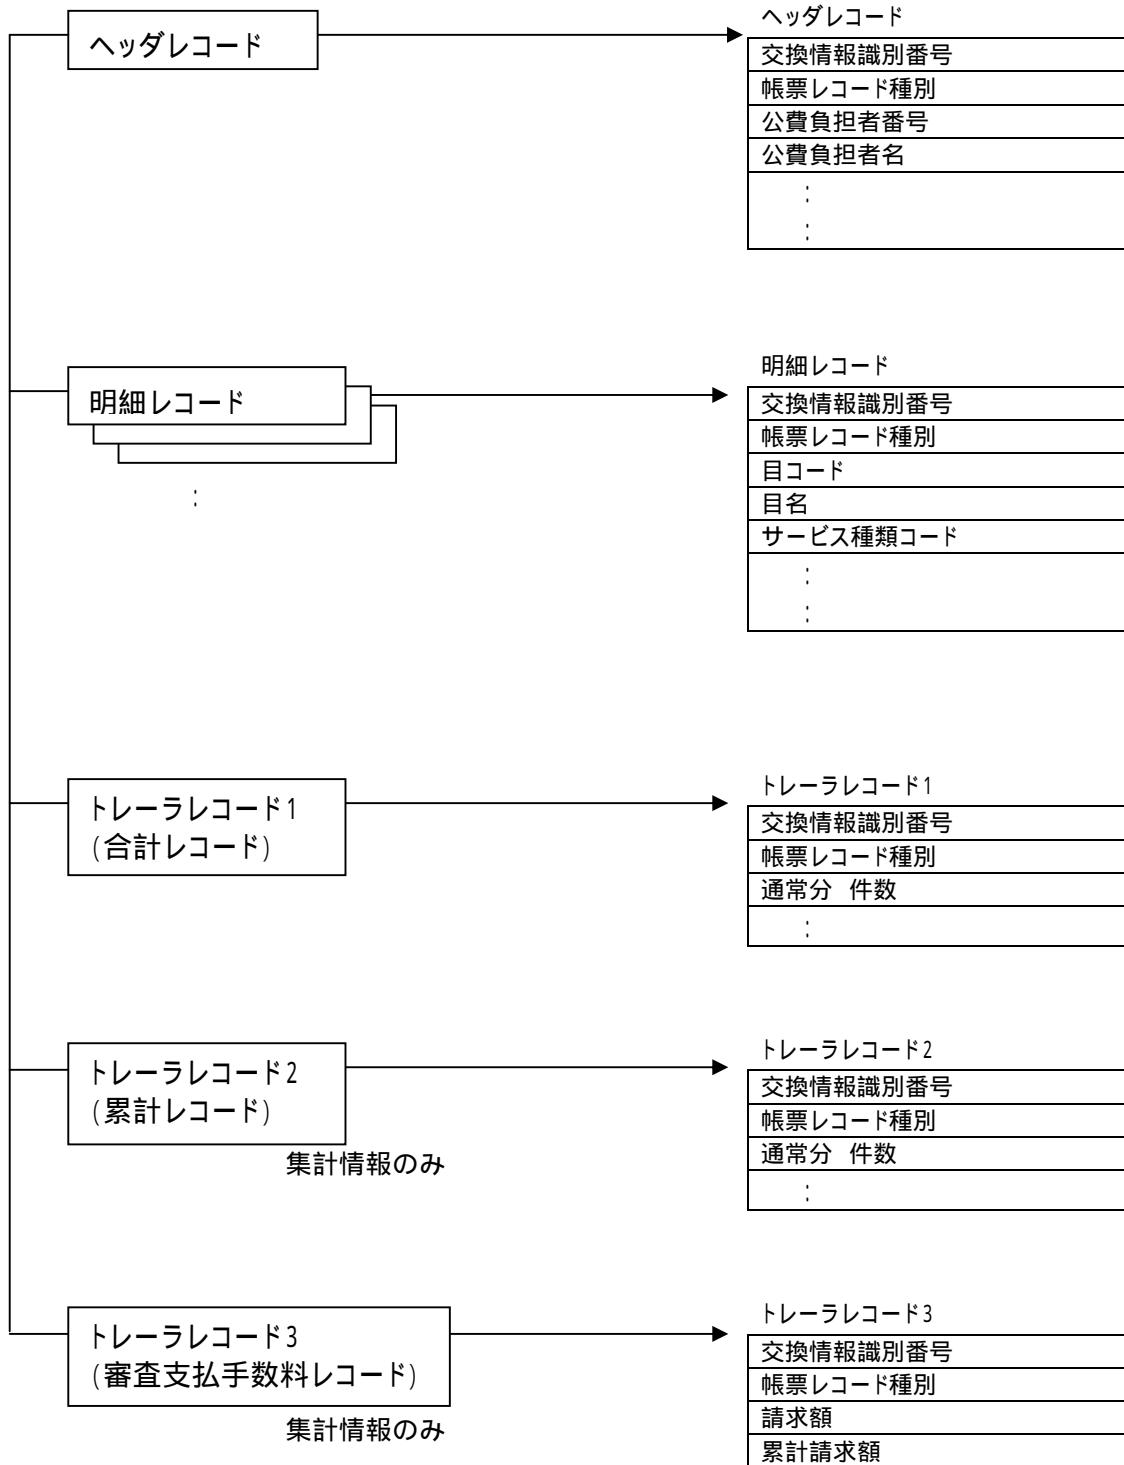 ヘッダレコード
ヘッダレコード
交換情報識別番号
帳票レコード種別
公費負担者番号
公費負担者名
:
:
明細レコード
:
明細レコード
交換情報識別番号
帳票レコード種別
目コード
目名
サービス種類コード
:
:
トレーラレコード1
(合計レコード)
トレーラレコード1
交換情報識別番号
帳票レコード種別
通常分 件数
:
トレーラレコード2
(累計レコード)
集計情報のみ
トレーラレコード2
交換情報識別番号
帳票レコード種別
通常分 件数
:
トレーラレコード3
(審査支払手数料レコード)
集計情報のみ
トレーラレコード3
交換情報識別番号
帳票レコード種別
請求額
累計請求額